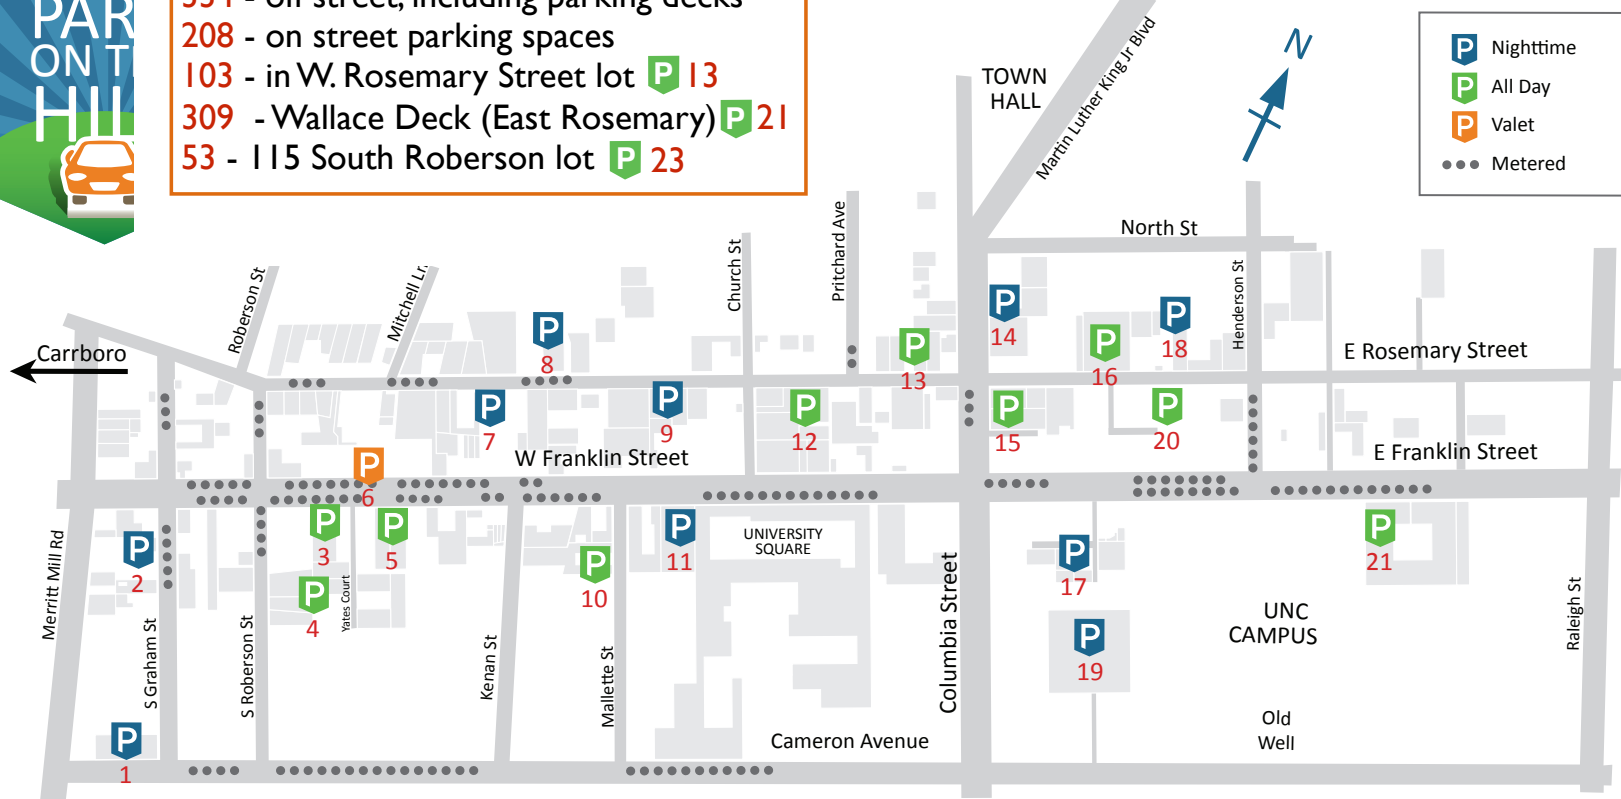 PAR
ON T
HIL
208 - on street parking spaces
103 - in W. Rosemary Street lot P 13
309 - Wallace Deck (East Rosemary) P 21
53 - 115 South Roberson lot P 23
P Nighttime
P All Day
P Valet
Metered
N
TOWN
HALL
Martin Luther King Jr Blvd
North St
Pritchard Ave
Church St
Roberson St
Mitchell Ln
Henderson St
Carrboro
E Rosemary Street
P
8
P
14
P
18
P
16
P
13
P
7
P
9
P
12
P
15
P
20
W Franklin Street
E Franklin Street
P
6
P
3
P
5
P
2
P
4
P
10
P
11
UNIVERSITY
SQUARE
P
17
P
21
P
19
UNC
CAMPUS
Merritt Mill Rd
S Graham St
S Roberson St
Yates Court
Kenan St
Mallette St
Columbia Street
Raleigh St
Old
Well
Cameron Avenue
P
1